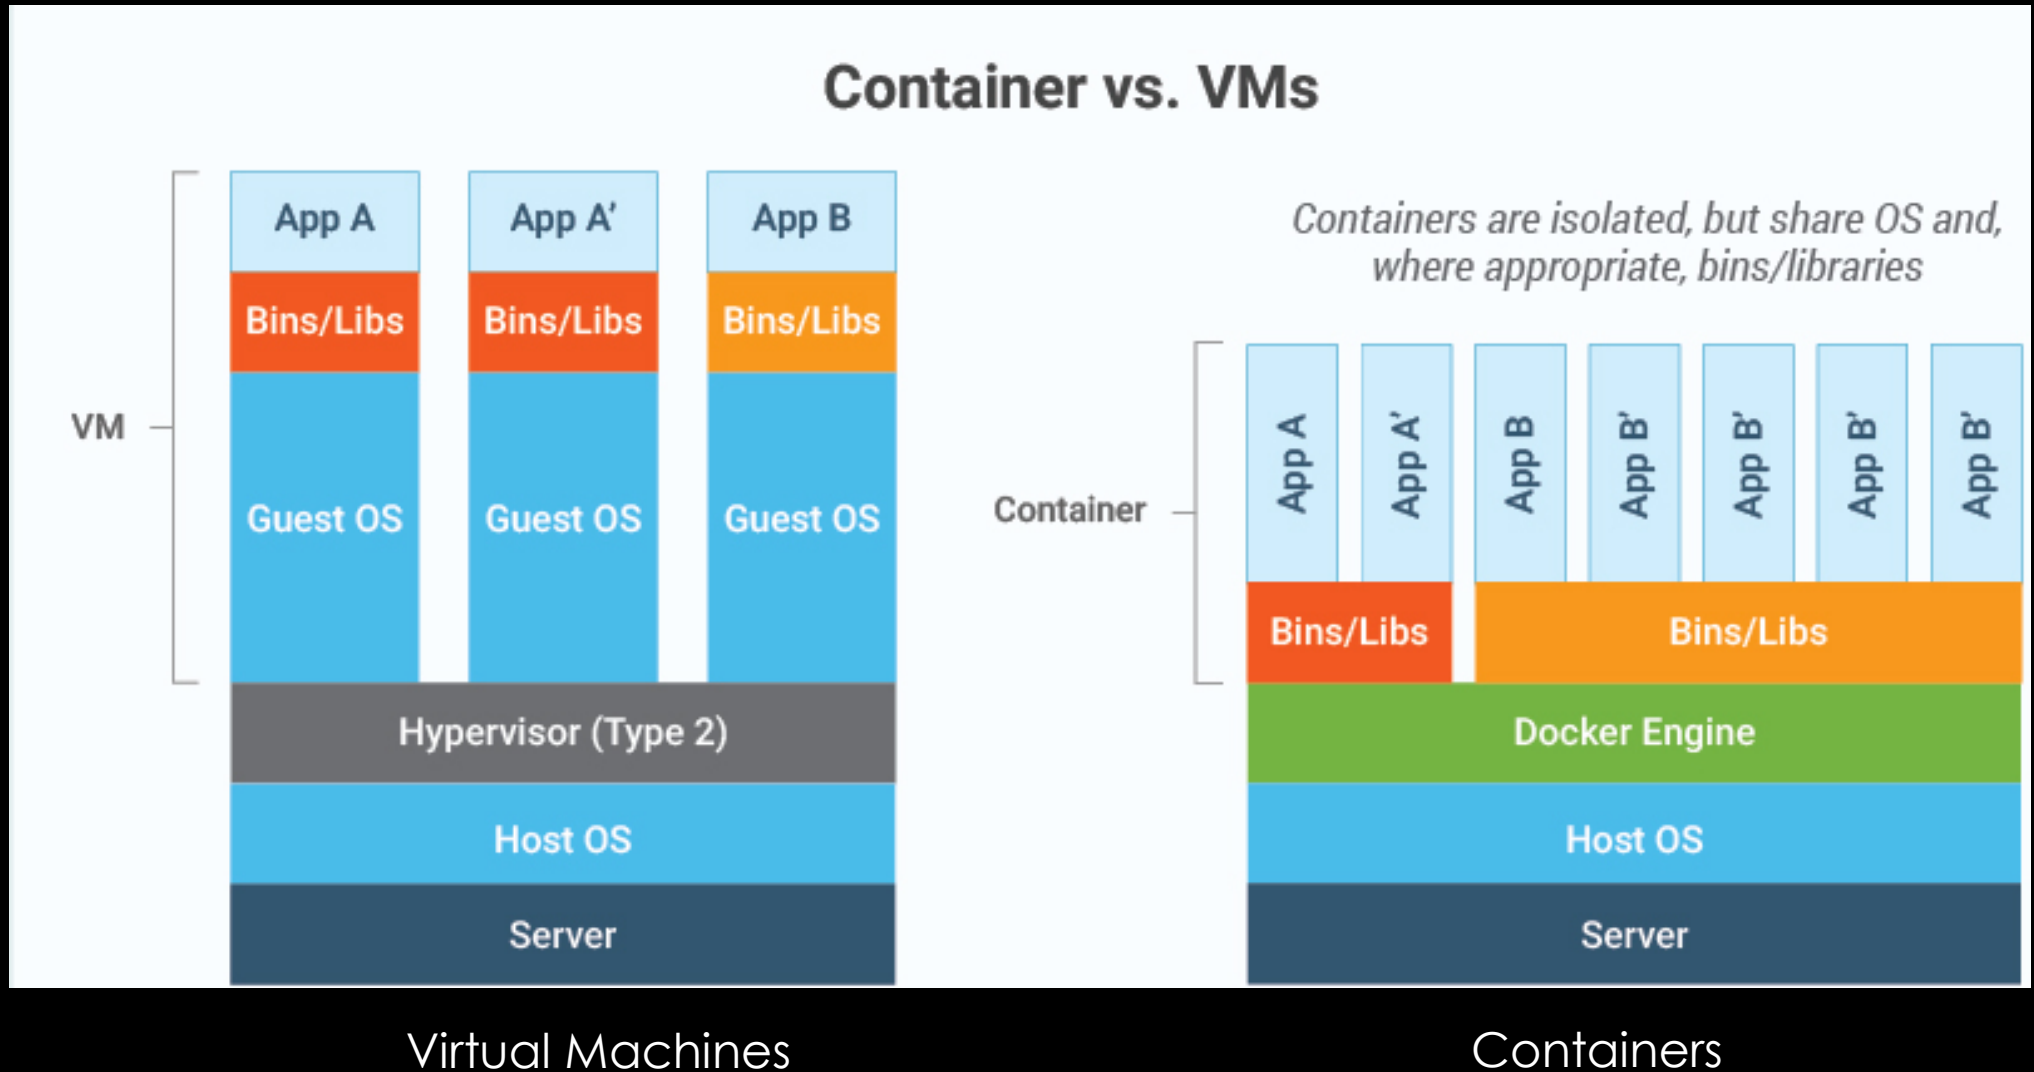 Container vs. VMs
VM
App A
App A’
App B
Bins/Libs
Bins/Libs
Bins/Libs
Guest OS
Guest OS
Guest OS
Hypervisor (Type 2)
Host OS
Server
Containers are isolated, but share OS and,
where appropriate, bins/libraries
Container
App A
App A’
App B
App B’
App B’
App B’
App B’
Bins/Libs
Bins/Libs
Docker Engine
Host OS
Server
Virtual Machines
Containers